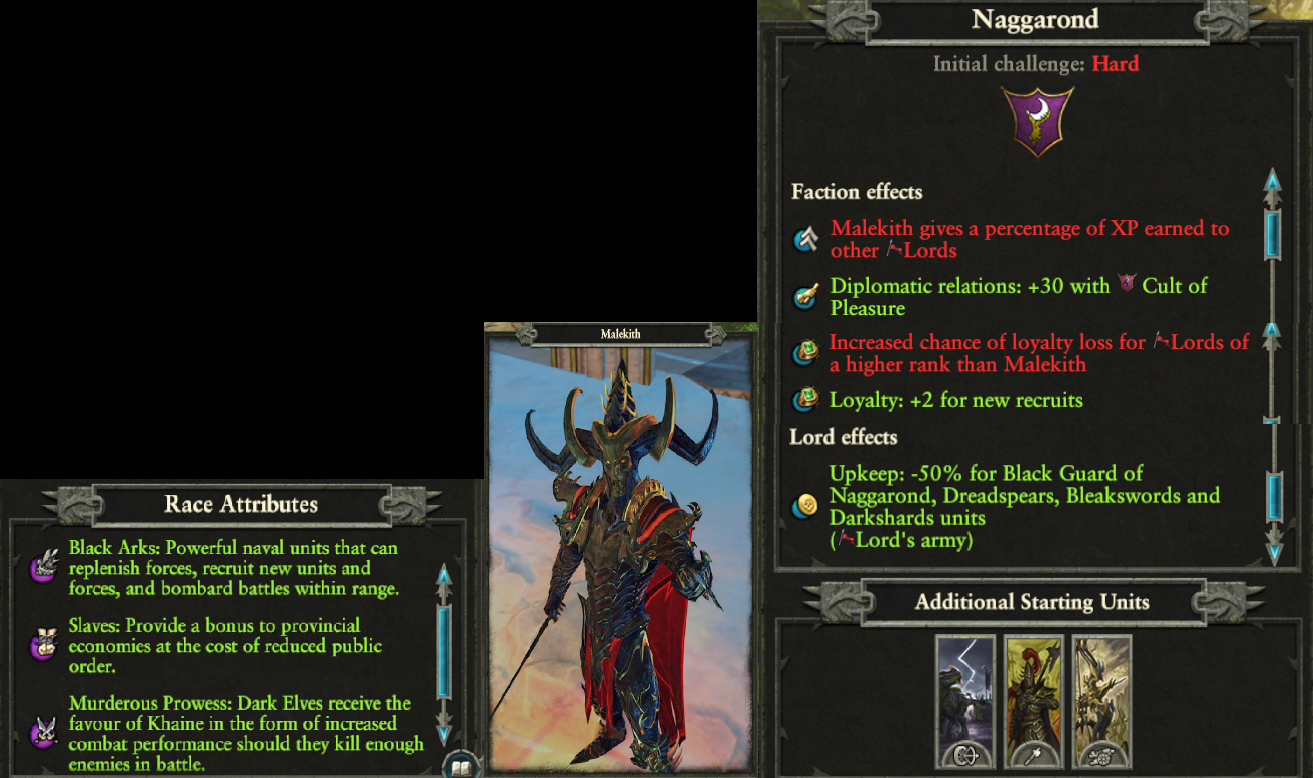 Naggarond
Initial challenge: Hard
Faction effects
Malekith gives a percentage of XP earned to
other Lords
Diplomatic relations: +30 with Cult of
Pleasure
Increased chance of loyalty loss for Lords of
a higher rank than Malekith
Loyalty: +2 for new recruits
Lord effects
Upkeep: -50% for Black Guard of
Naggarond, Dreadspears, Bleakswords and
Darkshards units
(Lord's army)
Additional Starting Units
Malekith
Race Attributes
Black Arks: Powerful naval units that can
replenish forces, recruit new units and
forces, and bombard battles within range.
Slaves: Provide a bonus to provincial
economies at the cost of reduced public
order.
Murderous Prowess: Dark Elves receive the
favour of Khaine in the form of increased
combat performance should they kill enough
enemies in battle.